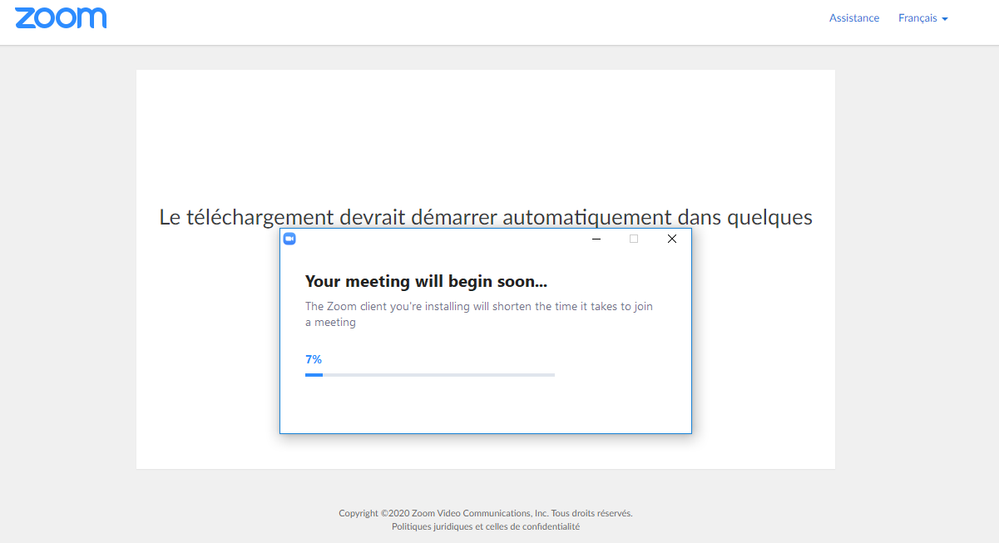 zoom
Assistance
Français
Le téléchargement devrait démarrer automatiquement dans quelques
Your meeting will begin soon...
The Zoom client you're installing will shorten the time it takes to join
a meeting
7%
Copyright ©2020 Zoom Video Communications, Inc. Tous droits réservés.
Politiques juridiques et celles de confidentialité